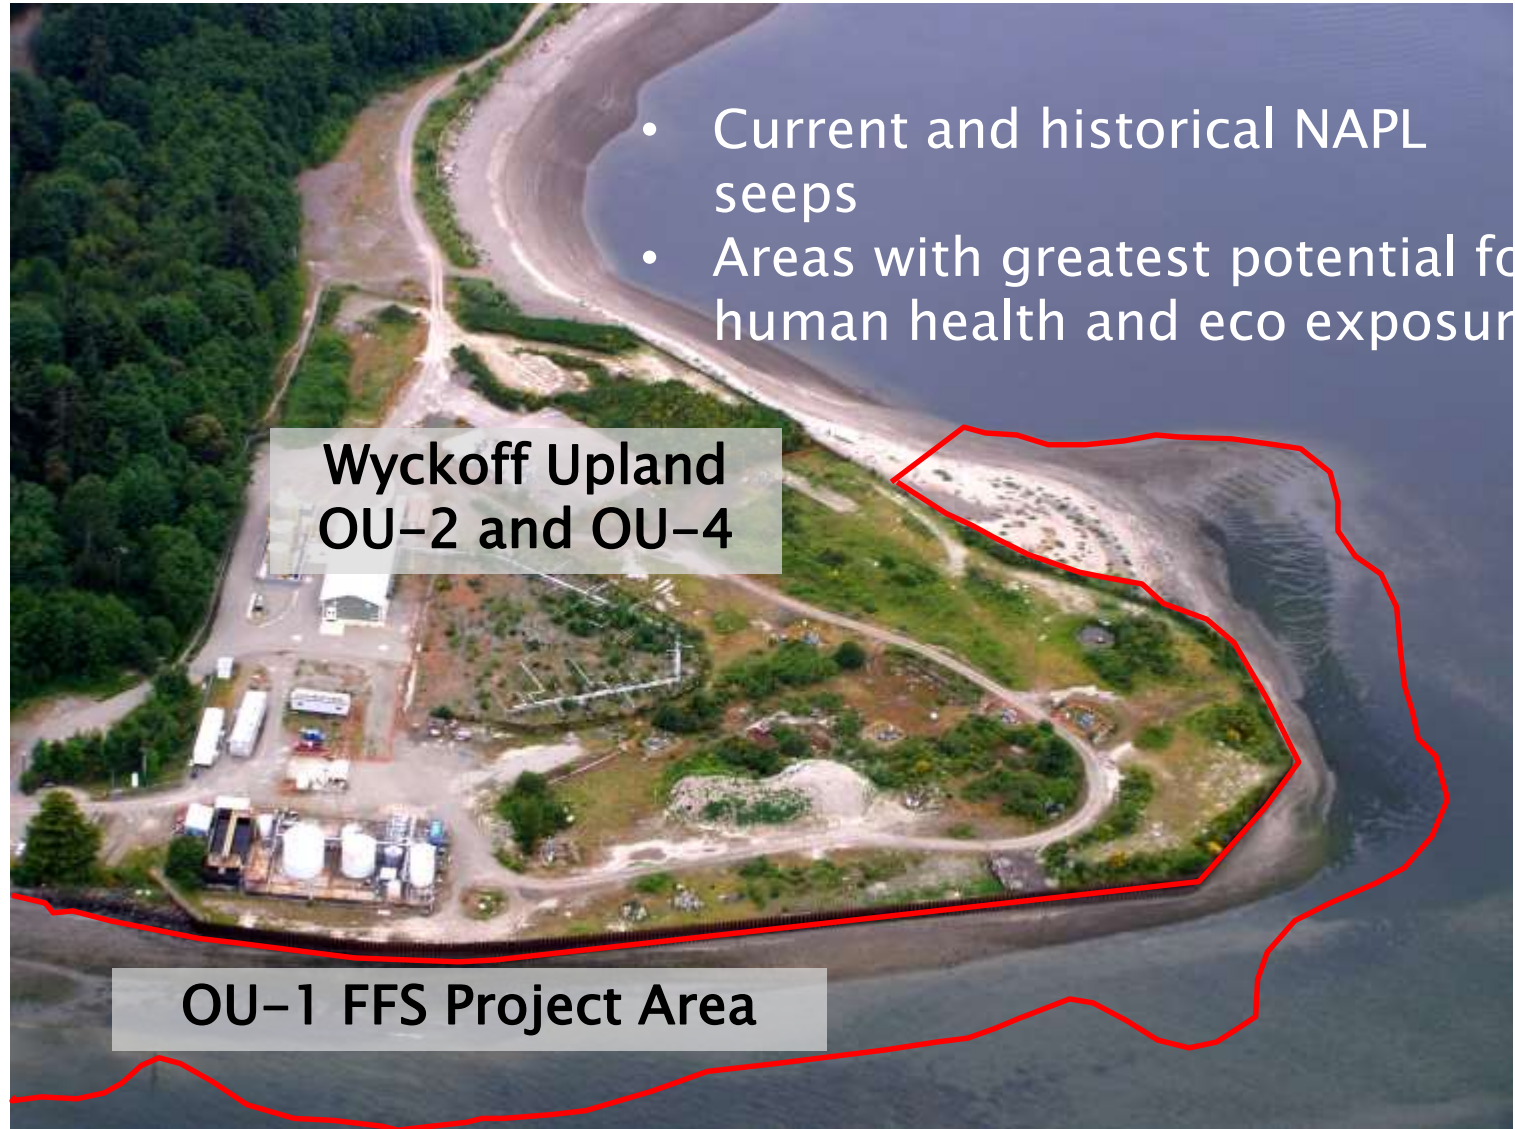 • Current and historical NAPL
seeps
• Areas with greatest potential fo
human health and eco exposur
Wyckoff Upland
OU-2 and OU-4
OU-1 FFS Project Area